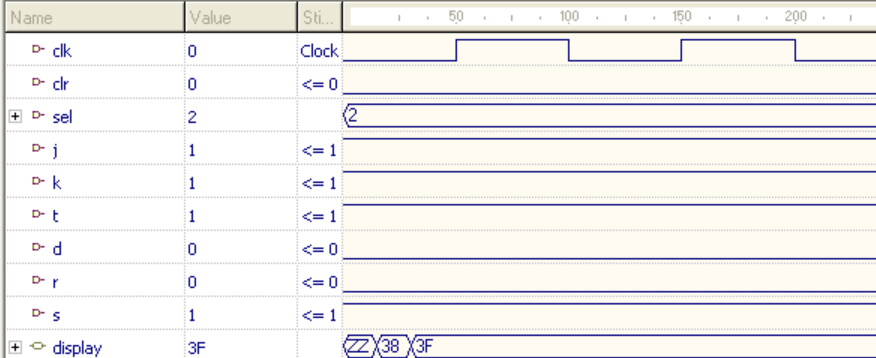 Name Value Sti... 50 100 150 200
clk 0 Clock
clr 0 <= 0
sel 2 2
j 1 <= 1
k 1 <= 1
t 1 <= 1
d 0 <= 0
r 0 <= 0
s 1 <= 1
display 3F ZZ 38 3F